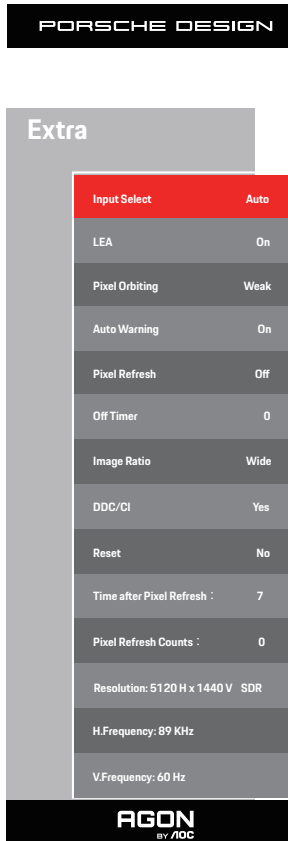 PORSCHE DESIGN
Extra
Input Select Auto
LEA On
Pixel Orbiting Weak
Auto Warning On
Pixel Refresh Off
Off Timer 0
Image Ratio Wide
DDC/CI Yes
Reset No
Time after Pixel Refresh : 7
Pixel Refresh Counts : 0
Resolution: 5120 H x 1440 V SDR
H.Frequency: 89 KHz
V.Frequency: 60 Hz
AGON
BY AOC